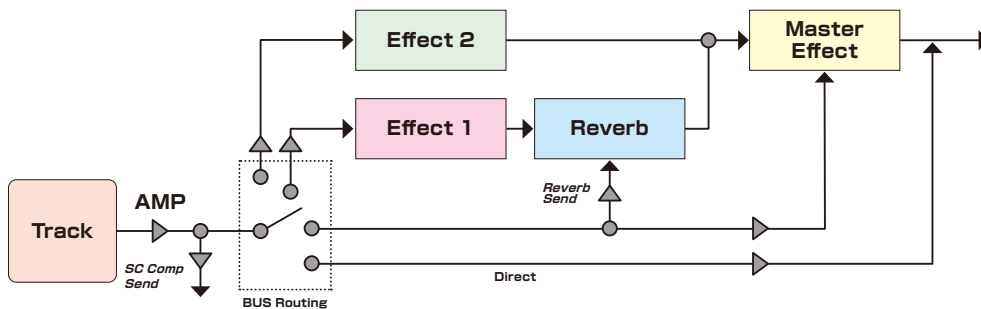 Effect 2
Master
Effect
Effect 1
Reverb
Reverb
Send
Track
AMP
SC Comp
Send
Direct
BUS Routing